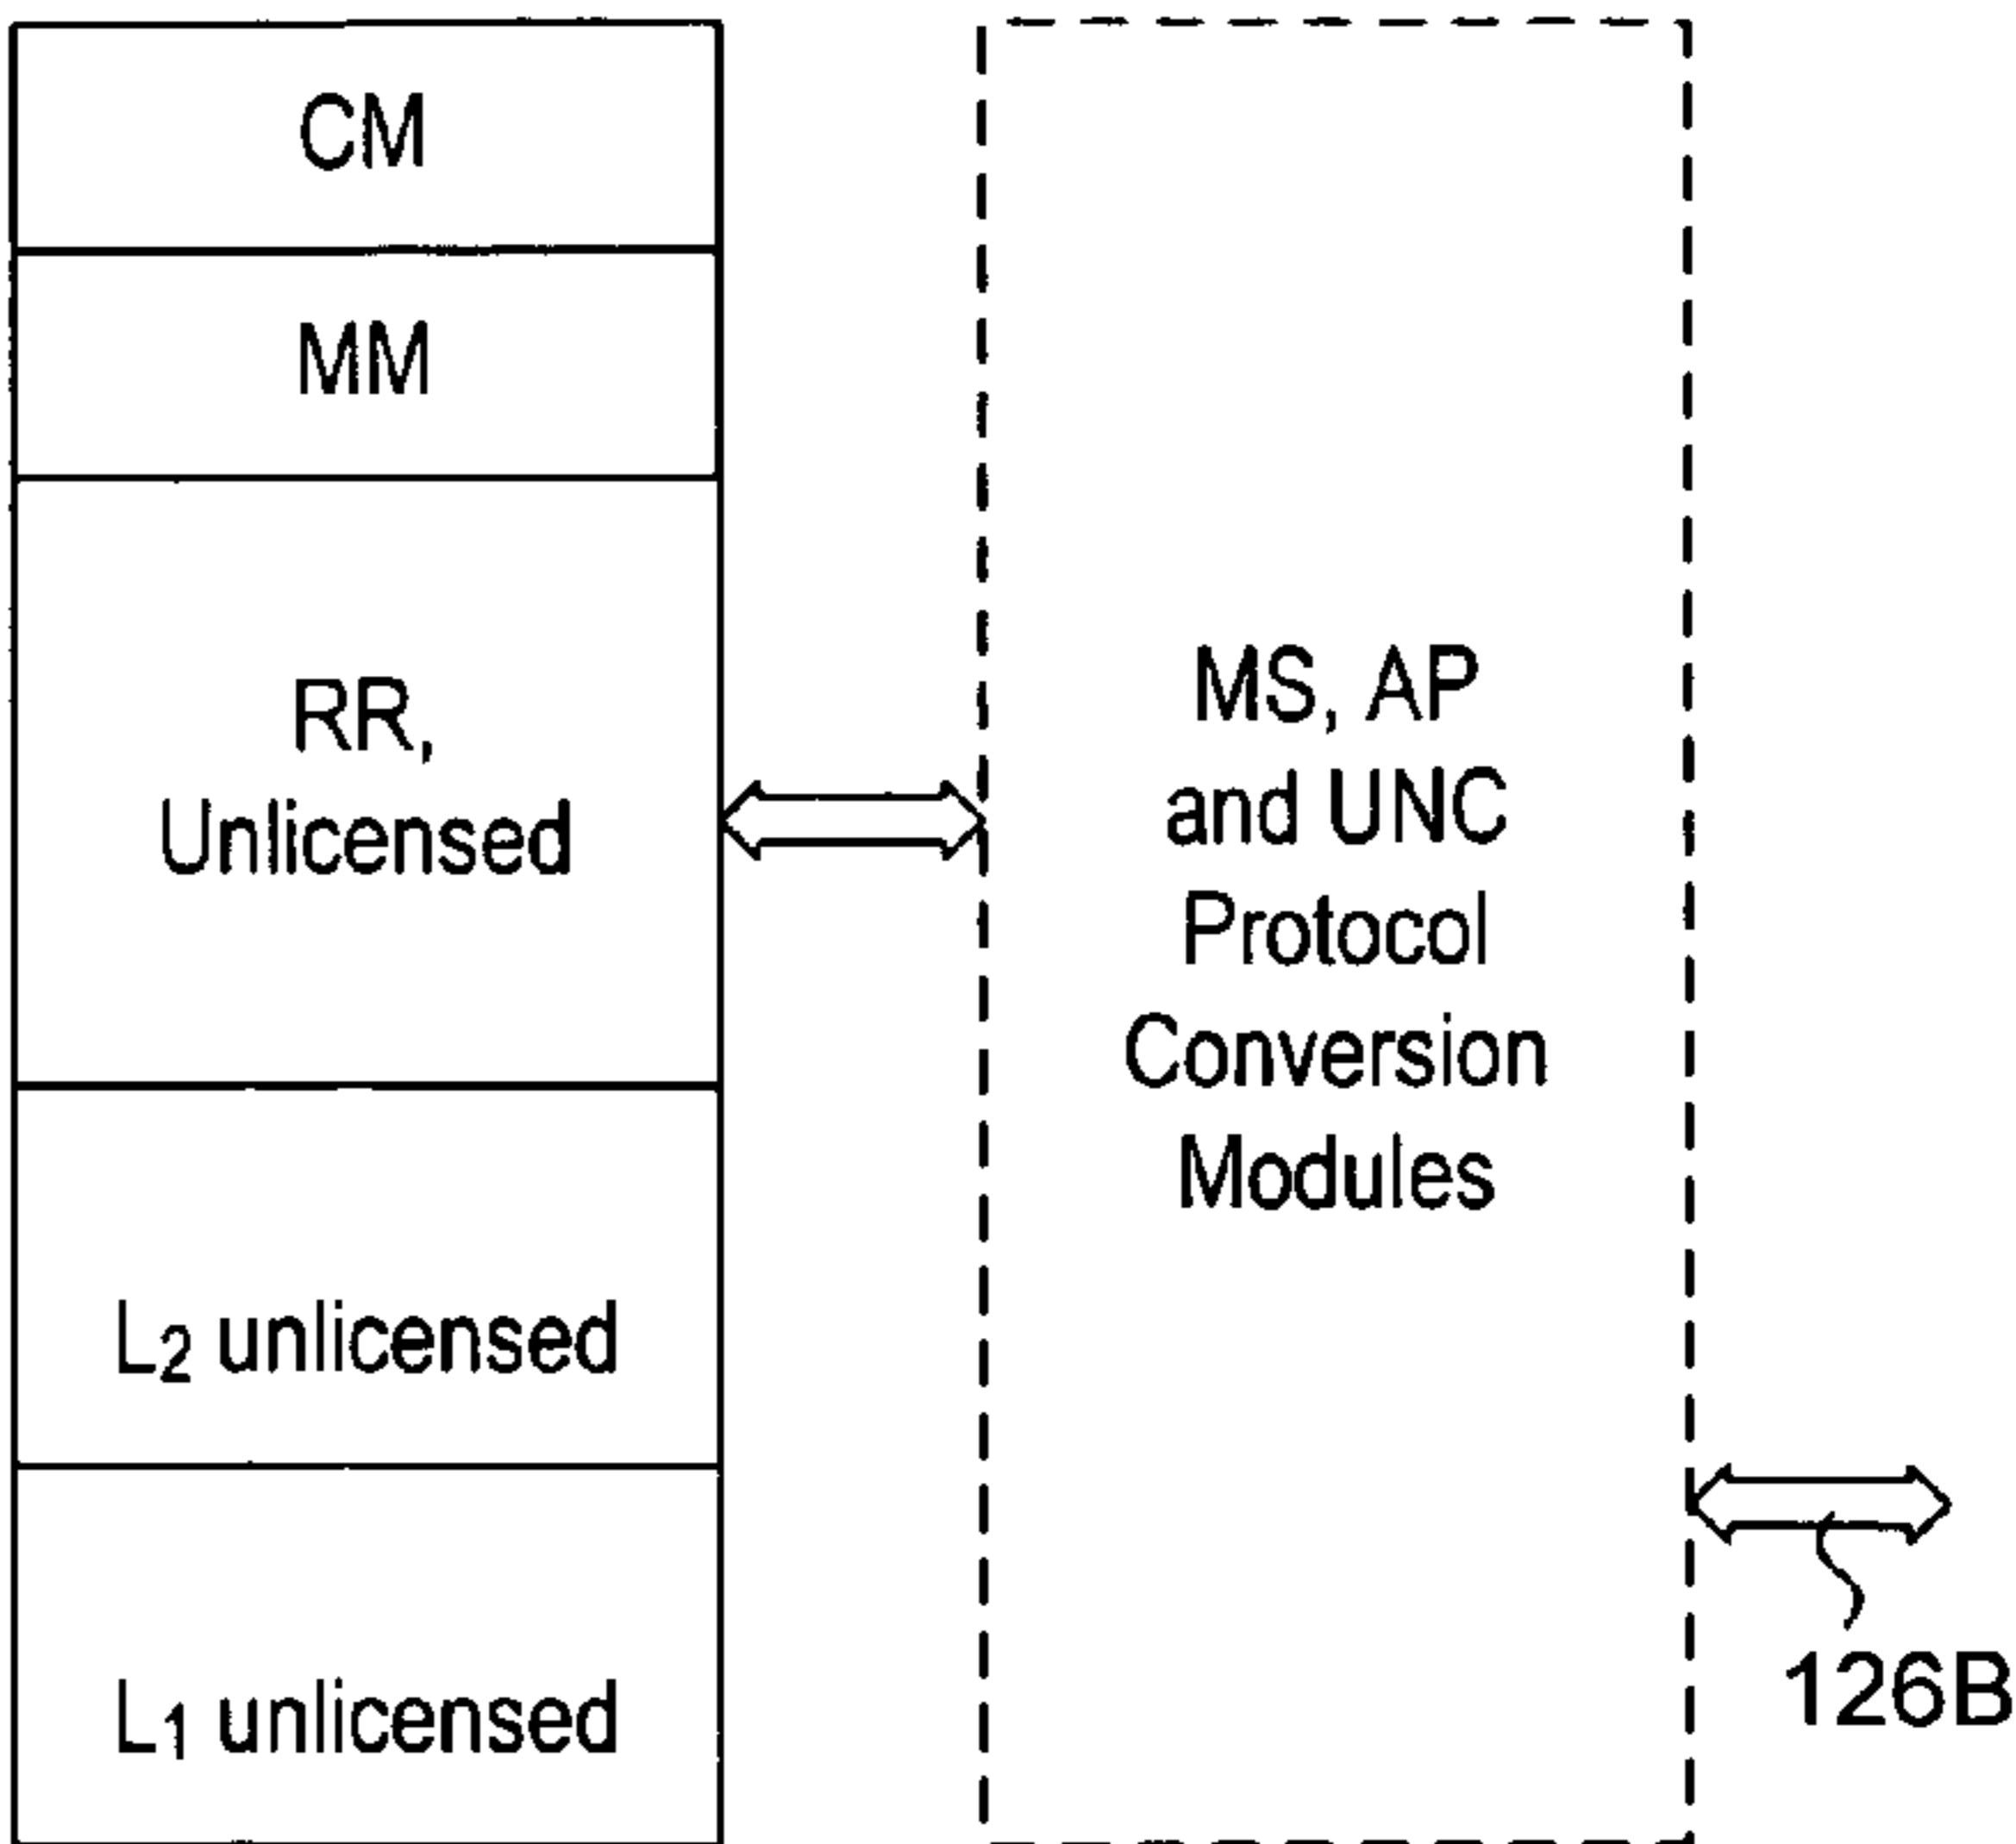 CM
MM
RR,
Unlicensed
L2 unlicensed
L1 unlicensed
MS, AP
and UNC
Protocol
Conversion
Modules
126B